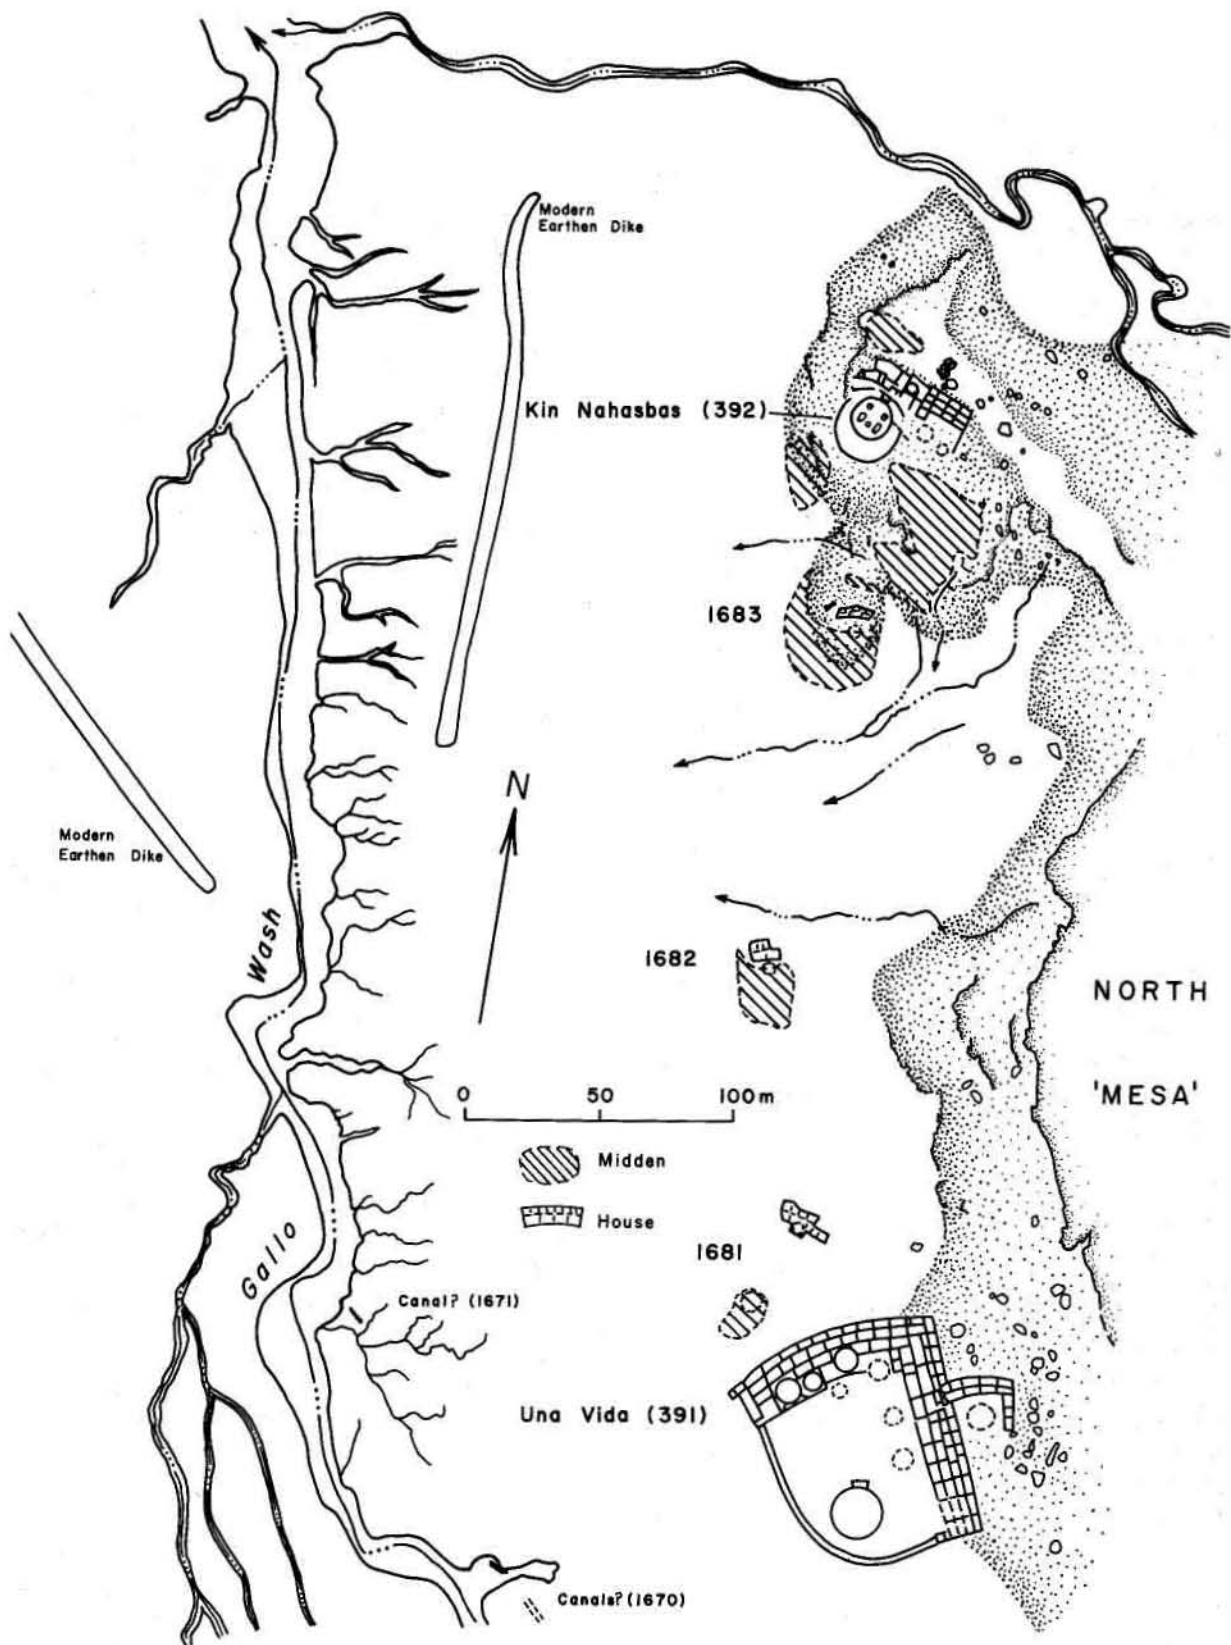 Modern
Earthen Dike
Kin Nahasbas (392)
1683
N
Modern
Earthen Dike
Wash
1682
NORTH
0 50 100m
'MESA'
Midden
House
Gallo
1681
Canal? (1671)
Una Vida (391)
Canals? (1670)